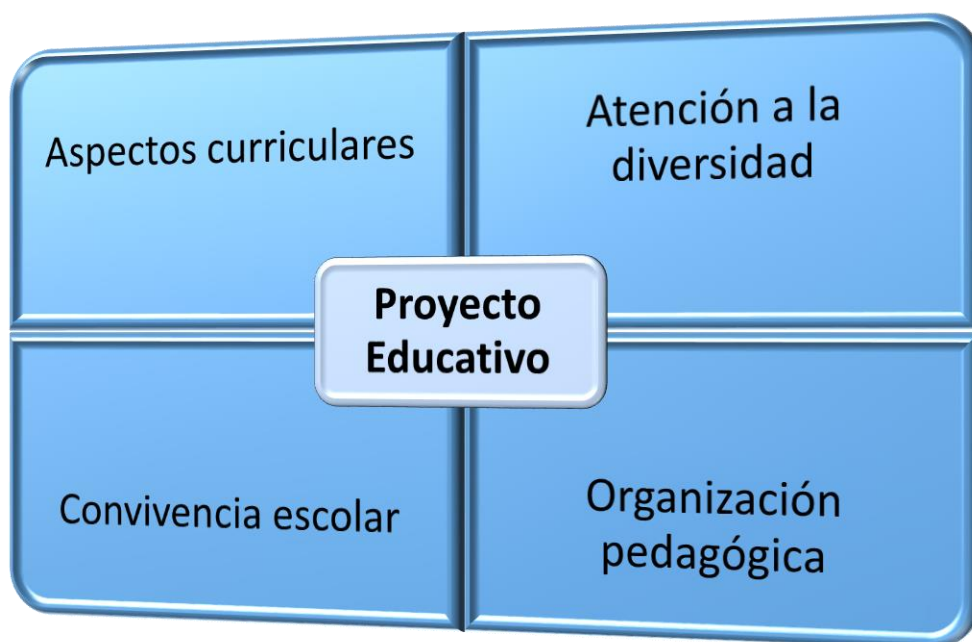 Aspectos curriculares
Atención a la
diversidad
Proyecto
Educativo
Convivencia escolar
Organización
pedagógica